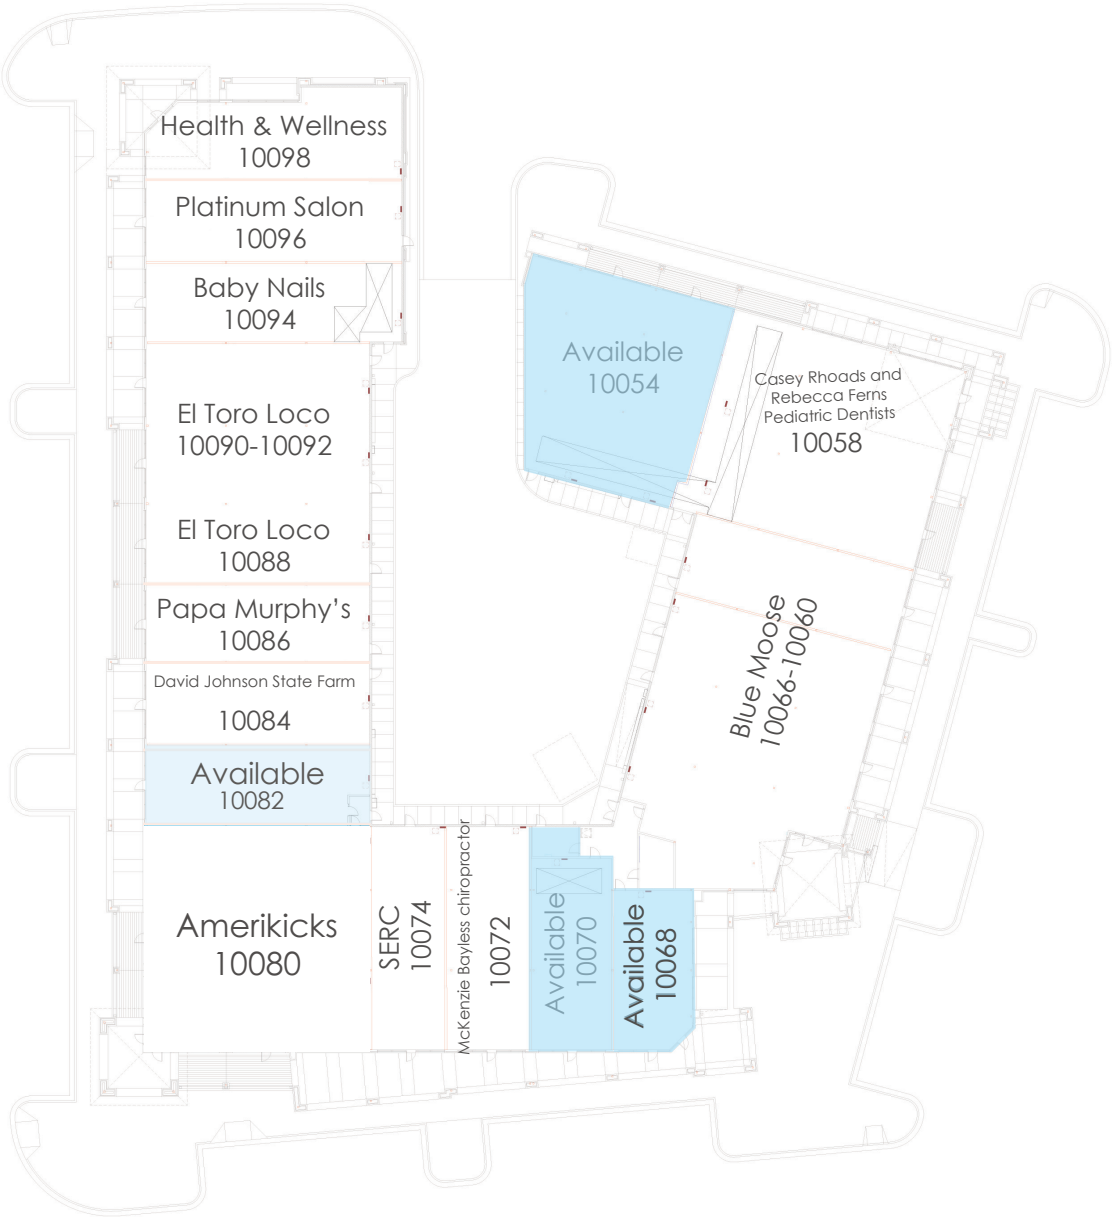 Health & Wellness
10098
Platinum Salon
10096
Baby Nails
10094
El Toro Loco
10090-10092
El Toro Loco
10088
Papa Murphy’s
10086
David Johnson State Farm
10084
Available
10082
Amerikicks
10080
SERC
10074
McKenzie Bayless chiropractor
10072
Available
10070
Available
10068
Blue Moose
10066-10060
Available
10054
Casey Rhoads and
Rebecca Ferns
Pediatric Dentists
10058